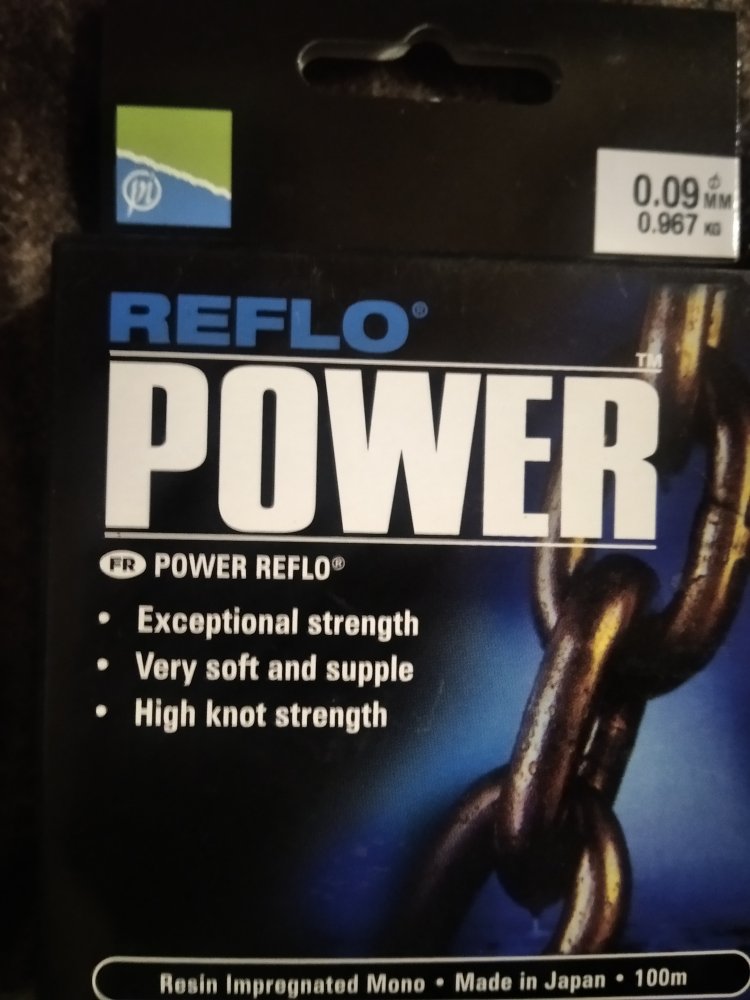 0.09 ϕ MM
0.967 KG
REFLO®
POWER™
FR POWER REFLO®
• Exceptional strength
• Very soft and supple
• High knot strength
Resin Impregnated Mono • Made in Japan • 100m